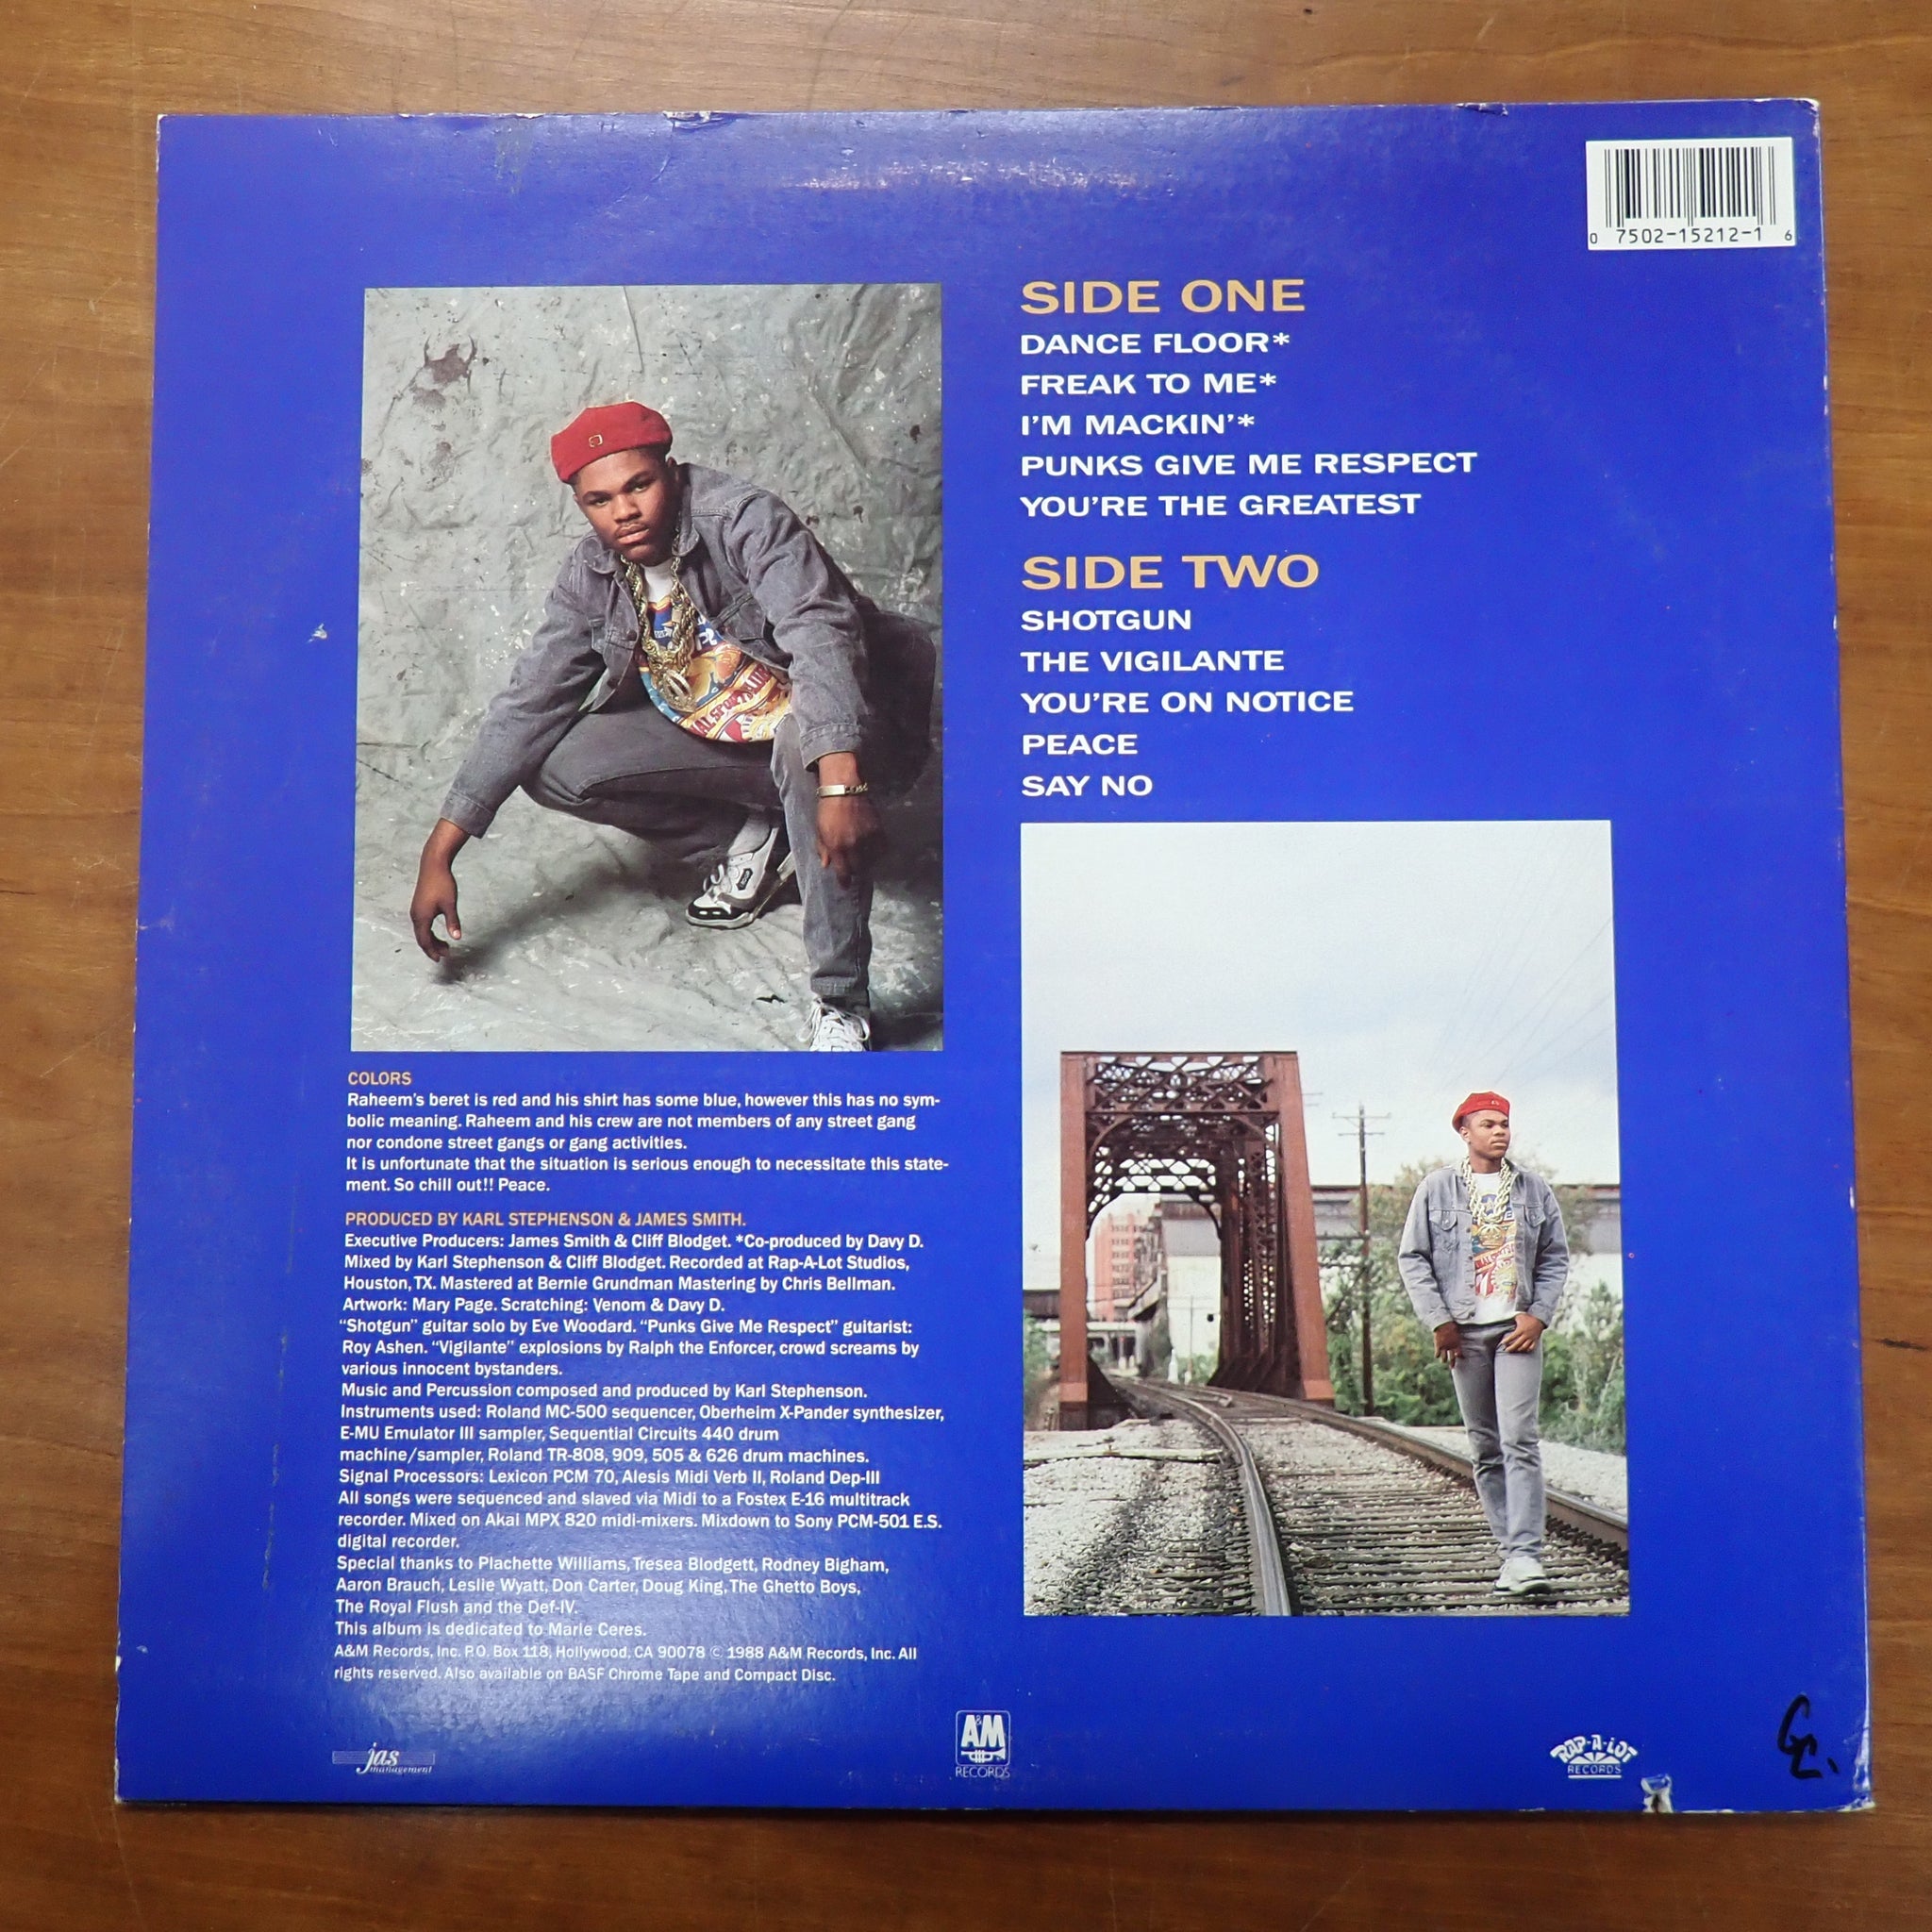 0 7502-15212-1 6
SIDE ONE
DANCE FLOOR*
FREAK TO ME*
I'M MACKIN'*
PUNKS GIVE ME RESPECT
YOU'RE THE GREATEST
SIDE TWO
SHOTGUN
THE VIGILANTE
YOU'RE ON NOTICE
PEACE
SAY NO
COLORS
Raheem's beret is red and his shirt has some blue, however this has no sym-
bolic meaning. Raheem and his crew are not members of any street gang
nor condone street gangs or gang activities.
It is unfortunate that the situation is serious enough to necessitate this state-
ment. So chill out!! Peace.
PRODUCED BY KARL STEPHENSON & JAMES SMITH.
Executive Producers: James Smith & Cliff Blodget. *Co-produced by Davy D.
Mixed by Karl Stephenson & Cliff Blodget. Recorded at Rap-A-Lot Studios,
Houston, TX. Mastered at Bernie Grundman Mastering by Chris Bellman.
Artwork: Mary Page. Scratching: Venom & Davy D.
"Shotgun" guitar solo by Eve Woodard. "Punks Give Me Respect" guitarist:
Roy Ashen. "Vigilante" explosions by Ralph the Enforcer, crowd screams by
various innocent bystanders.
Music and Percussion composed and produced by Karl Stephenson.
Instruments used: Roland MC-500 sequencer, Oberheim X-Pander synthesizer,
E-MU Emulator III sampler, Sequential Circuits 440 drum
machine/sampler, Roland TR-808, 909, 505 & 626 drum machines.
Signal Processors: Lexicon PCM 70, Alesis Midi Verb II, Roland Dep-III
All songs were sequenced and slaved via Midi to a Fostex E-16 multitrack
recorder. Mixed on Akai MPX 820 midi-mixers. Mixdown to Sony PCM-501 E.S.
digital recorder.
Special thanks to Plachette Williams, Tresea Blodgett, Rodney Bigham,
Aaron Brauch, Leslie Wyatt, Don Carter, Doug King, The Ghetto Boys,
The Royal Flush and the Def-IV.
This album is dedicated to Marie Ceres.
A&M Records, Inc. P.O. Box 118, Hollywood, CA 90078 © 1988 A&M Records, Inc. All
rights reserved. Also available on BASF Chrome Tape and Compact Disc.
jas
management
A&M
RECORDS
RAP-A-LOT
RECORDS